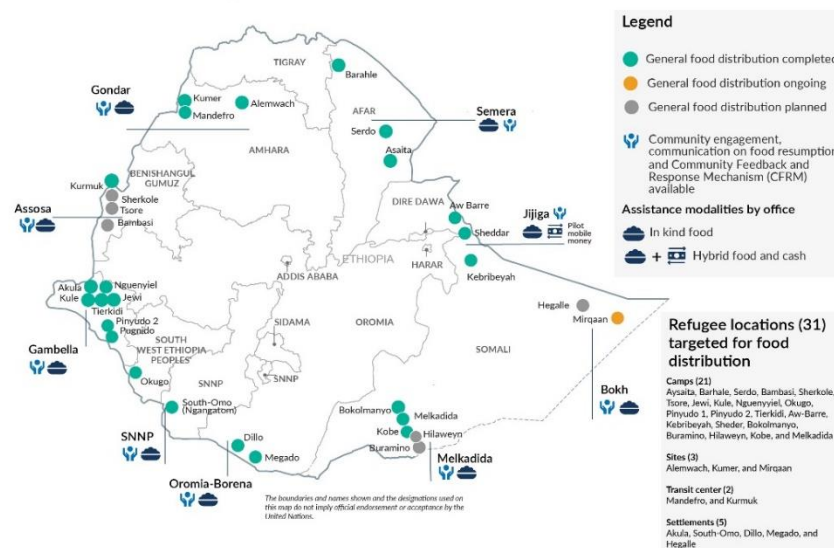 TIGRAY
Barahle
Gondar
Kumer
Alemwach
Mandefro
AFAR
Serdo
Semera
Asaita
AMHARA
Kurmuk
BENISHANGUL
GUMUZ
Sherkole
Tsore
Assosa
Bambasi
DIRE DAWA
Aw Barre
Jijiga
Pilot
mobile
money
Sheddar
ETHIOPIA
HARAR
Kebribeyah
ADDIS ABABA
Akula
Nguenyiel
Kule
Jewi
Tierkidi
Pinyudo 2
Pugnido
Gambella
SOUTH
WEST ETHIOPIA
PEOPLES
SIDAMA
OROMIA
SOMALI
Hegalle
Mirqaan
Bokh
Okugo
SNNP
SNNP
South-Omo
(Ngangatom)
SNNP
Dillo
Megado
Oromia-Borena
Bokolmanyo
Melkadida
Kobe
Hilaweyn
Buramino
Melkadida
The boundaries and names shown and the designations used on
this map do not imply official endorsement or acceptance by the
United Nations.
Legend
General food distribution completed
General food distribution ongoing
General food distribution planned
Community engagement,
communication on food resumption
and Community Feedback and
Response Mechanism (CFRM)
available
Assistance modalities by office
In kind food
+ Hybrid food and cash
Refugee locations (31)
targeted for food
distribution
Camps (21)
Aysaita, Barhale, Serdo, Bambasi, Sherkole,
Tsore, Jewi, Kule, Nguenyyiel, Okugo,
Pinyudo 1, Pinyudo 2, Tierkidi, Aw-Barre,
Kebribeyah, Sheder, Bokolmanyo,
Buramino, Hilaweyn, Kobe, and Melkadida
Sites (3)
Alemwach, Kumer, and Mirqaan
Transit center (2)
Mandefro, and Kurmuk
Settlements (5)
Akula, South-Omo, Dillo, Megado, and
Hegalle